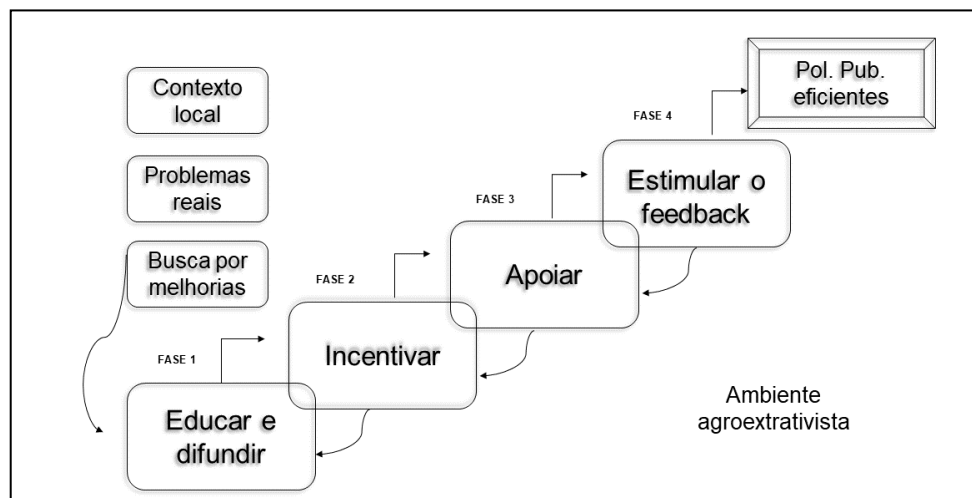 Contexto
local
Problemas
reais
Busca por
melhorias
FASE 1
Educar e
difundir
FASE 2
Incentivar
FASE 3
Apoiar
FASE 4
Estimular o
feedback
Pol. Pub.
eficientes
Ambiente
agroextrativista